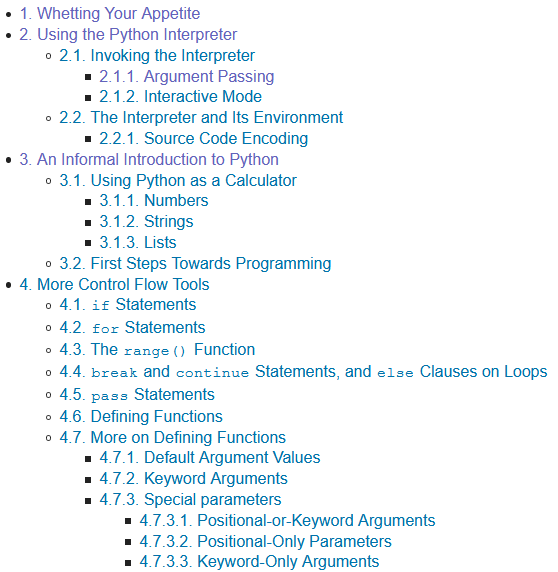 1. Whetting Your Appetite
2. Using the Python Interpreter
2.1. Invoking the Interpreter
2.1.1. Argument Passing
2.1.2. Interactive Mode
2.2. The Interpreter and Its Environment
2.2.1. Source Code Encoding
3. An Informal Introduction to Python
3.1. Using Python as a Calculator
3.1.1. Numbers
3.1.2. Strings
3.1.3. Lists
3.2. First Steps Towards Programming
4. More Control Flow Tools
4.1. if Statements
4.2. for Statements
4.3. The range() Function
4.4. break and continue Statements, and else Clauses on Loops
4.5. pass Statements
4.6. Defining Functions
4.7. More on Defining Functions
4.7.1. Default Argument Values
4.7.2. Keyword Arguments
4.7.3. Special parameters
4.7.3.1. Positional-or-Keyword Arguments
4.7.3.2. Positional-Only Parameters
4.7.3.3. Keyword-Only Arguments